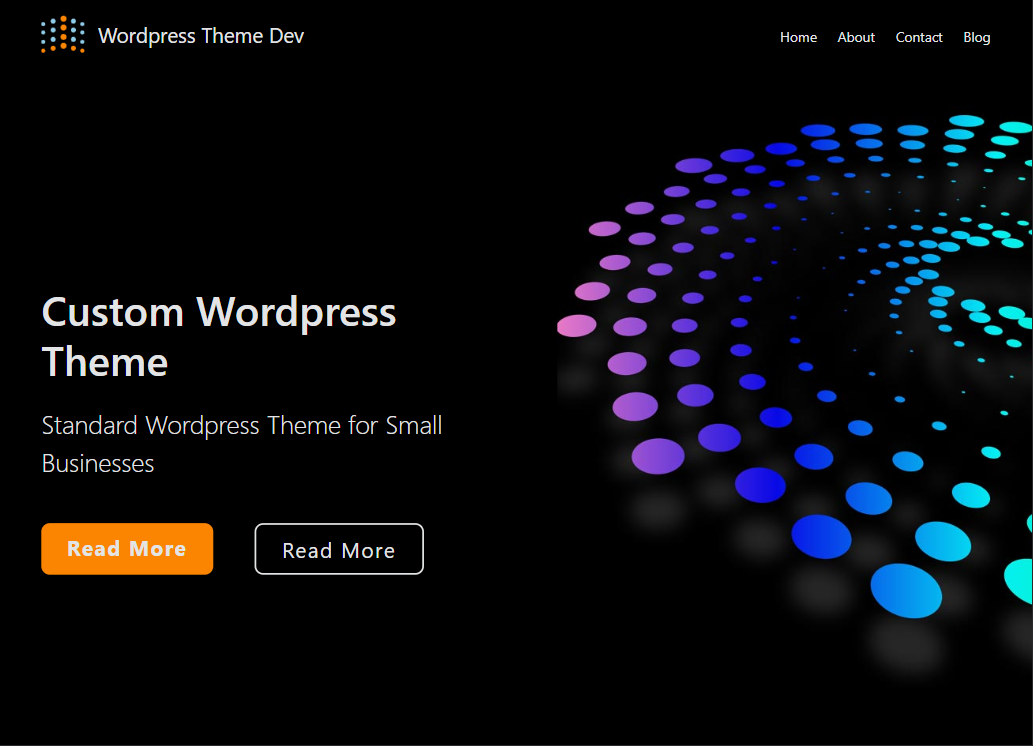 Wordpress Theme Dev
Home About Contact Blog
Custom Wordpress
Theme
Standard Wordpress Theme for Small
Businesses
Read More
Read More